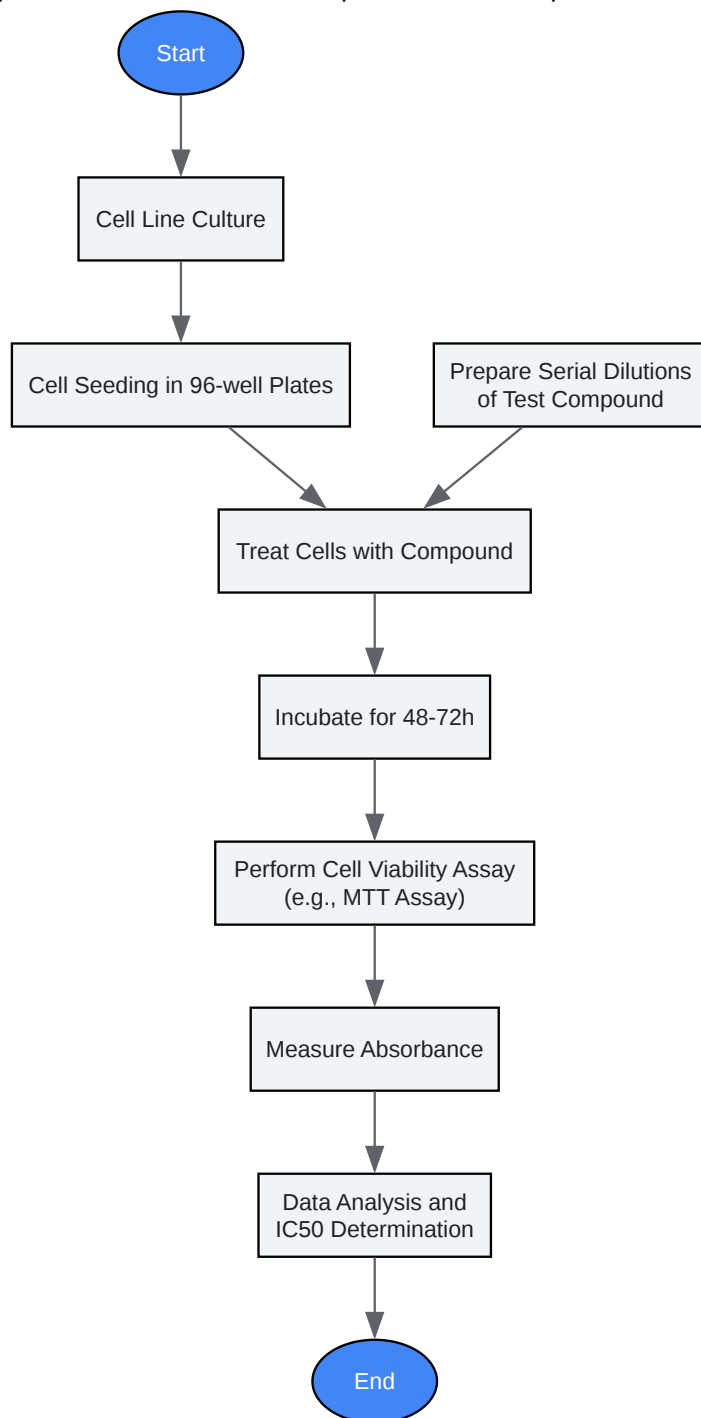 Start
Cell Line Culture
Cell Seeding in 96-well Plates
Prepare Serial Dilutions
of Test Compound
Treat Cells with Compound
Incubate for 48-72h
Perform Cell Viability Assay
(e.g., MTT Assay)
Measure Absorbance
Data Analysis and
IC50 Determination
End